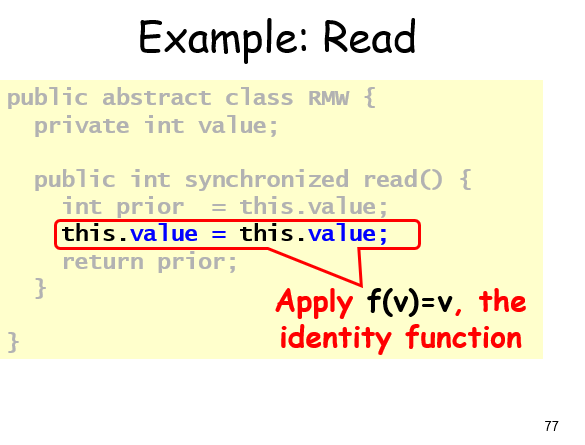 Example: Read
public abstract class RMW {
private int value;
public int synchronized read() {
int prior  = this.value;
this.value = this.value;
return prior;
}
Apply f(v)=v, the
identity function
}
77